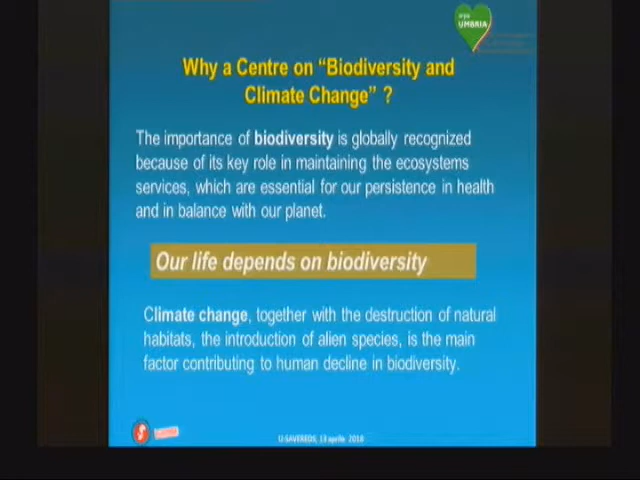 UMBRIA
Why a Centre on "Biodiversity and
Climate Change" ?
The importance of biodiversity is globally recognized
because of its key role in maintaining the ecosystems
services, which are essential for our persistence in health
and in balance with our planet.
Our life depends on biodiversity
Climate change, together with the destruction of natural
habitats, the introduction of alien species, is the main
factor contributing to human decline in biodiversity.
13 aprile 2018